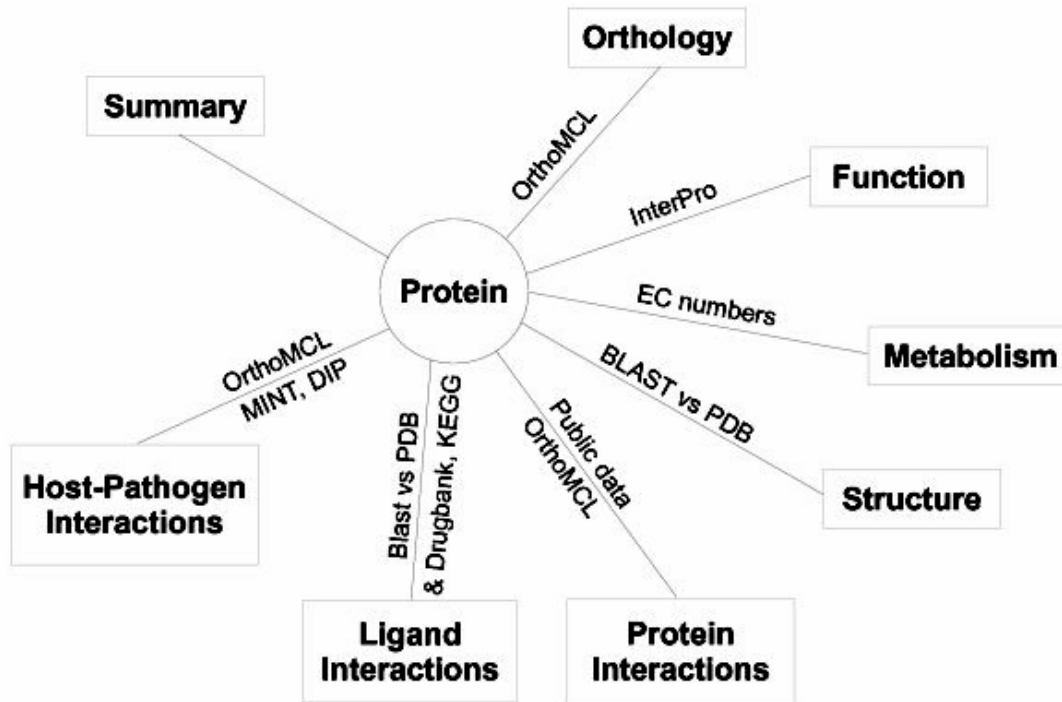 Orthology
Summary
OrthoMCL
Function
InterPro
Protein
EC numbers
Metabolism
OrthoMCL
MINT, DIP
BLAST vs PDB
Public data
OrthoMCL
Blast vs PDB
& Drugbank, KEGG
Host-Pathogen
Interactions
Structure
Ligand
Interactions
Protein
Interactions